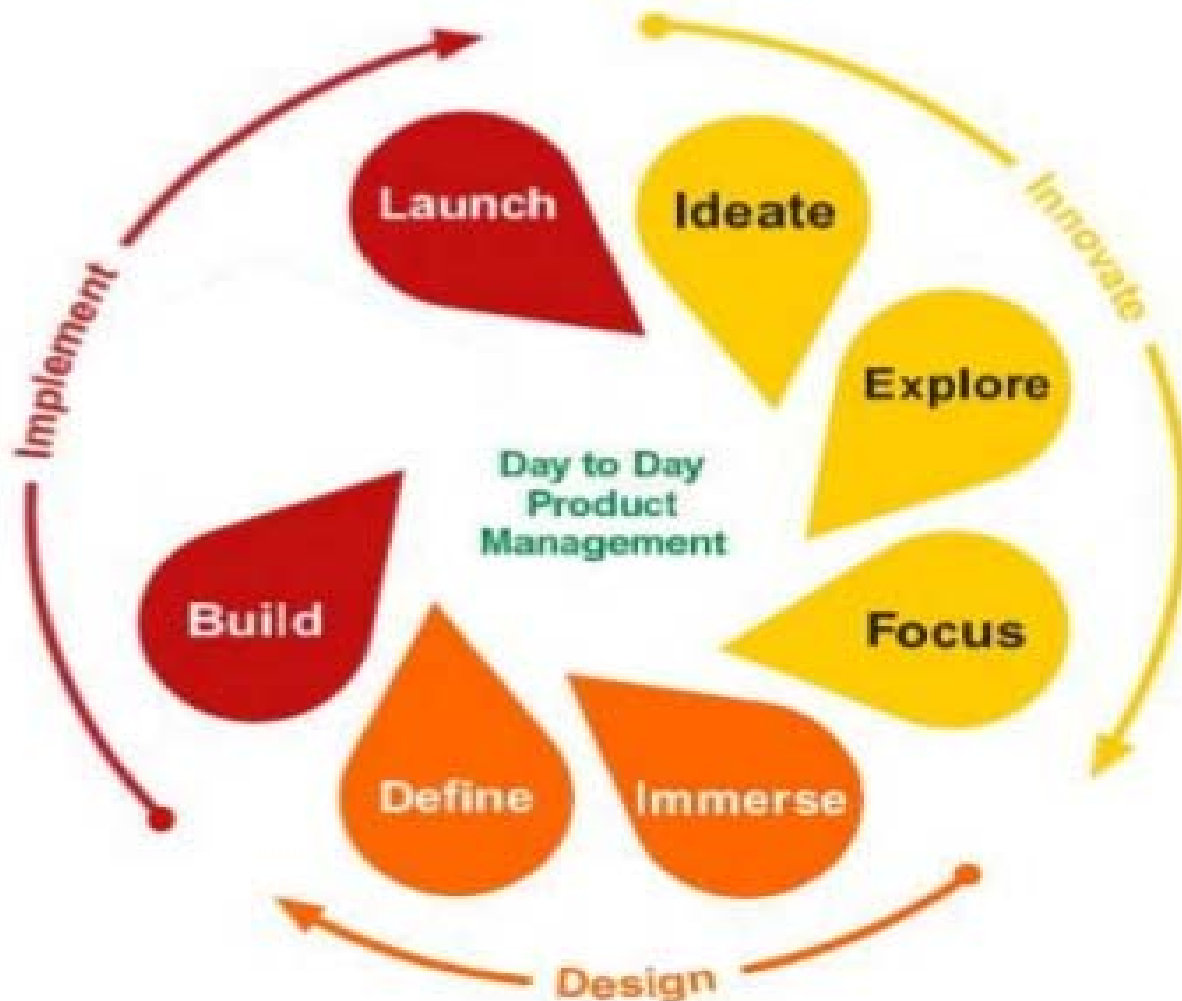 Launch
Ideate
Innovate
Explore
Implement
Day to Day
Product
Management
Build
Focus
Define
Immerse
Design